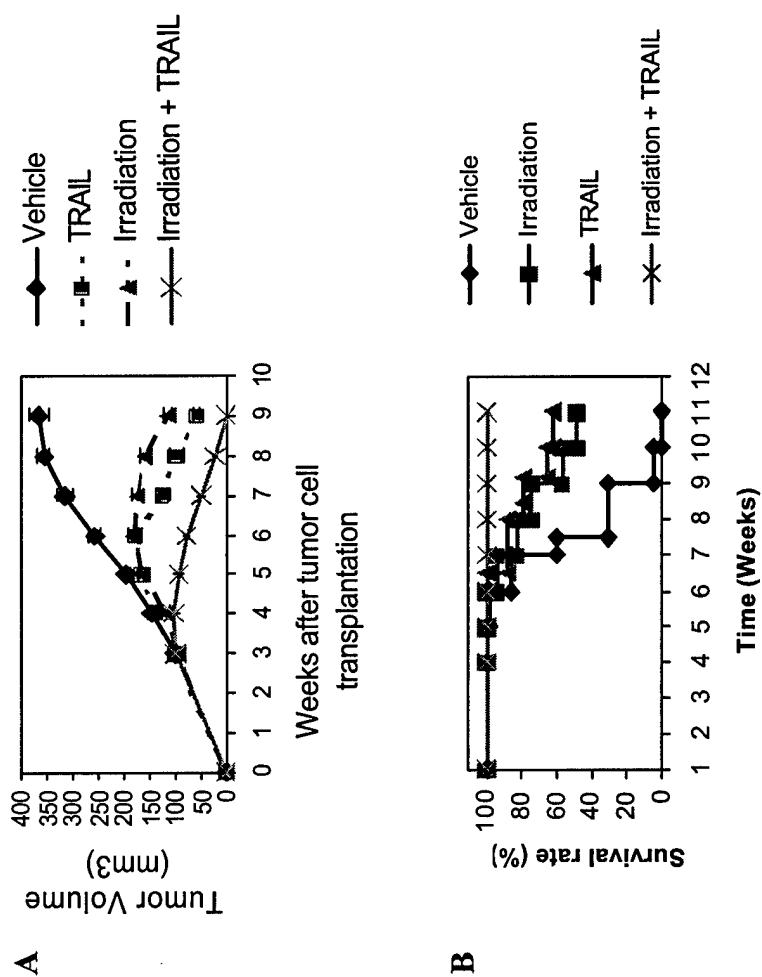 A
Tumor Volume
(mm3)
400
350
300
250
200
150
100
50
0
0 1 2 3 4 5 6 7 8 9 10
Weeks after tumor cell
transplantation
Vehicle
TRAIL
Irradiation
Irradiation + TRAIL
B
Survival rate (%)
100
80
60
40
20
0
1 2 3 4 5 6 7 8 9 10 11 12
Time (Weeks)
Vehicle
Irradiation
TRAIL
Irradiation + TRAIL